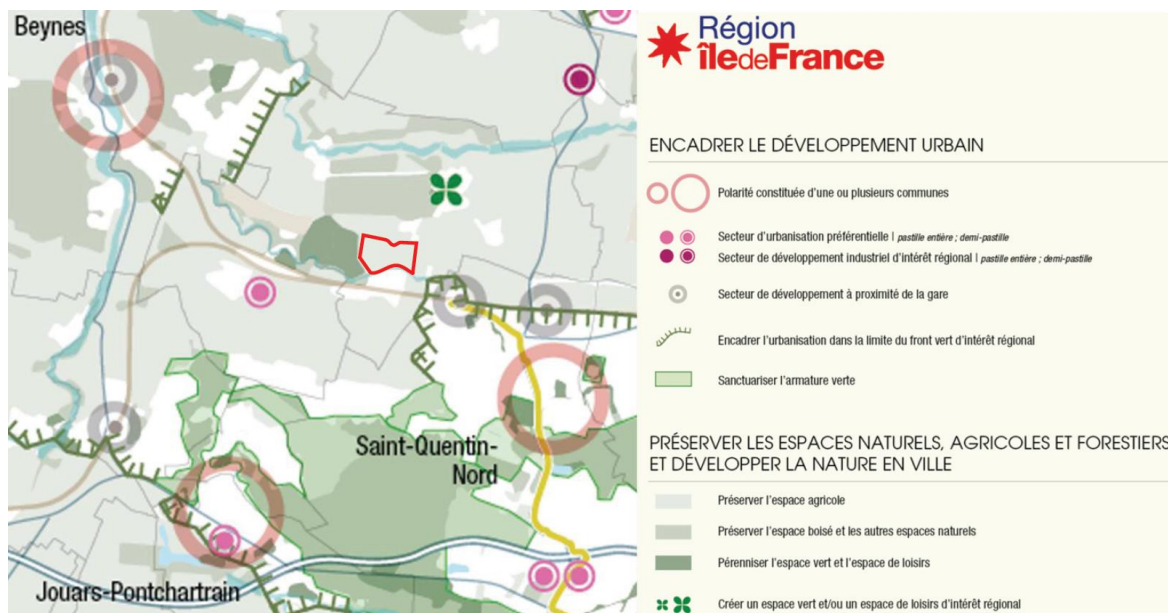 Beynes
Saint-Quentin-
Nord
Jouars-Pontchartrain
Région
îledeFrance
ENCADRER LE DÉVELOPPEMENT URBAIN
Polarité constituée d'une ou plusieurs communes
Secteur d'urbanisation préférentielle | pastille entière ; demi-pastille
Secteur de développement industriel d'intérêt régional | pastille entière ; demi-pastille
Secteur de développement à proximité de la gare
Encadrer l'urbanisation dans la limite du front vert d'intérêt régional
Sanctuariser l'armature verte
PRÉSERVER LES ESPACES NATURELS, AGRICOLES ET FORESTIERS
ET DÉVELOPPER LA NATURE EN VILLE
Préserver l'espace agricole
Préserver l'espace boisé et les autres espaces naturels
Pérenniser l'espace vert et l'espace de loisirs
Créer un espace vert et/ou un espace de loisirs d'intérêt régional